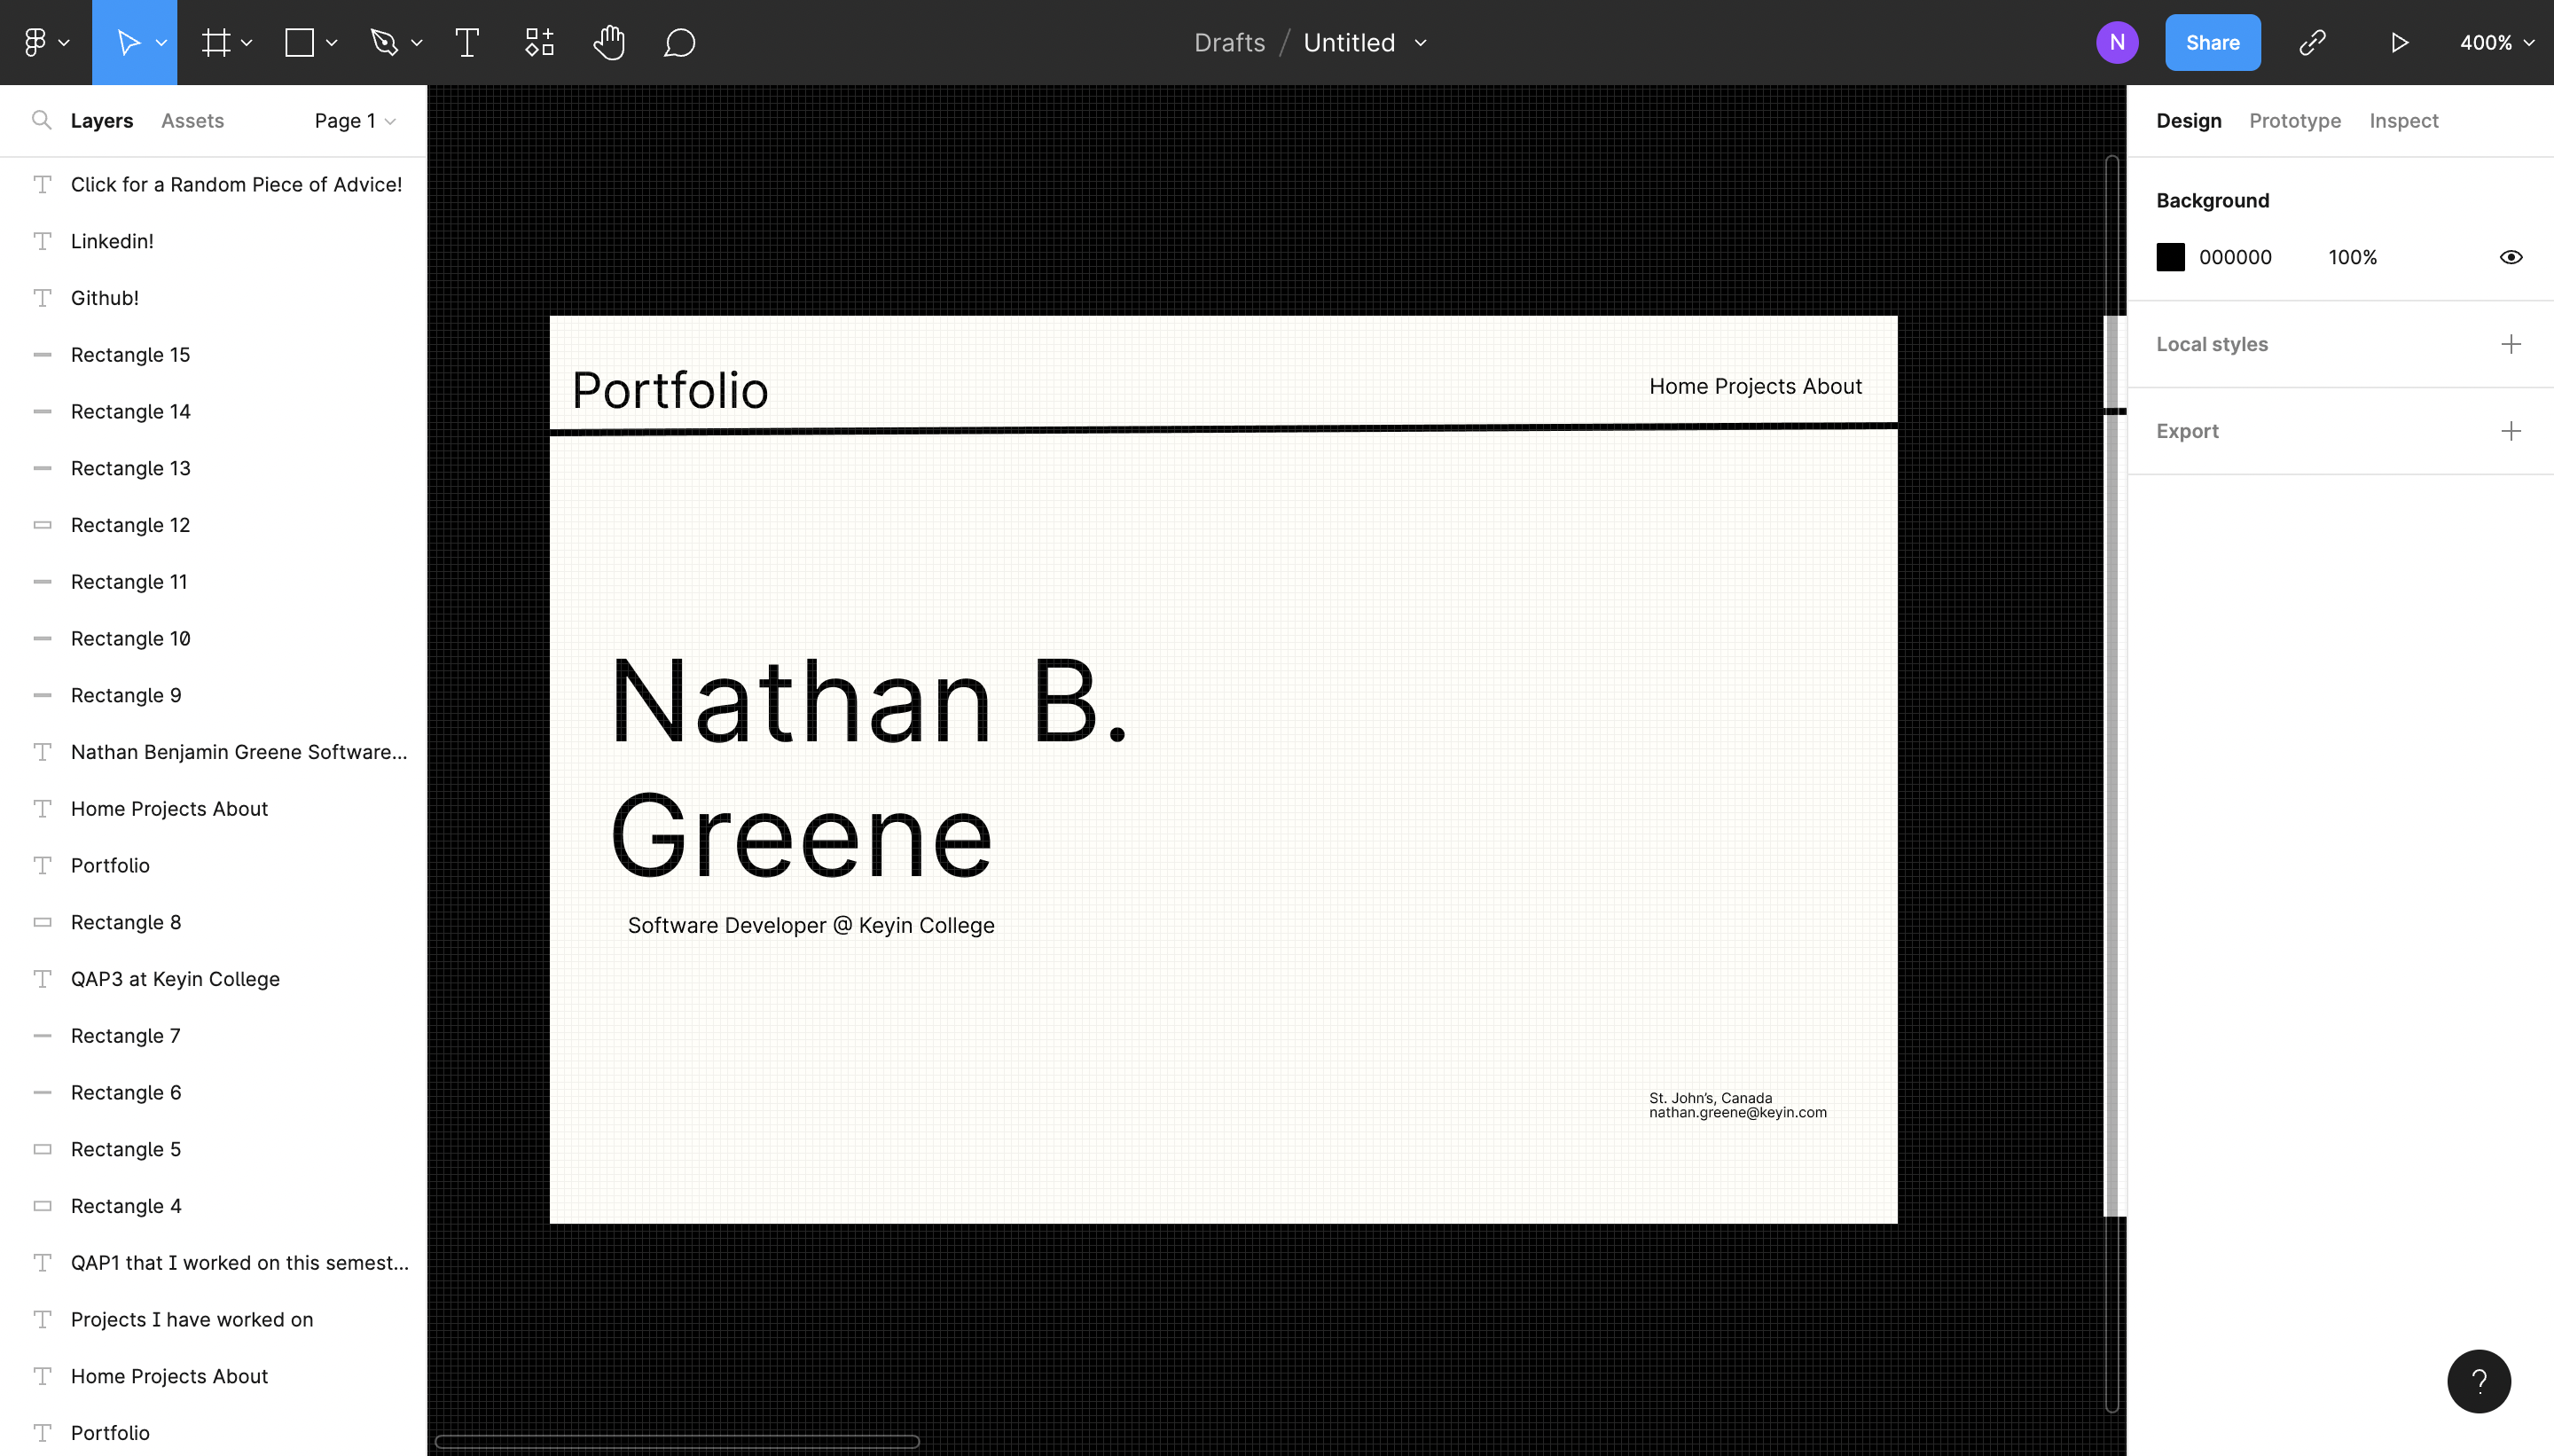 Drafts / Untitled
N
Share
400%
Layers Assets Page 1
Click for a Random Piece of Advice!
Linkedin!
Github!
Rectangle 15
Rectangle 14
Rectangle 13
Rectangle 12
Rectangle 11
Rectangle 10
Rectangle 9
Nathan Benjamin Greene Software...
Home Projects About
Portfolio
Rectangle 8
QAP3 at Keyin College
Rectangle 7
Rectangle 6
Rectangle 5
Rectangle 4
QAP1 that I worked on this semest...
Projects I have worked on
Home Projects About
Portfolio
Portfolio
Home Projects About
Nathan B.
Greene
Software Developer @ Keyin College
St. John's, Canada
nathan.greene@keyin.com
Design Prototype Inspect
Background
000000 100%
Local styles
Export
?